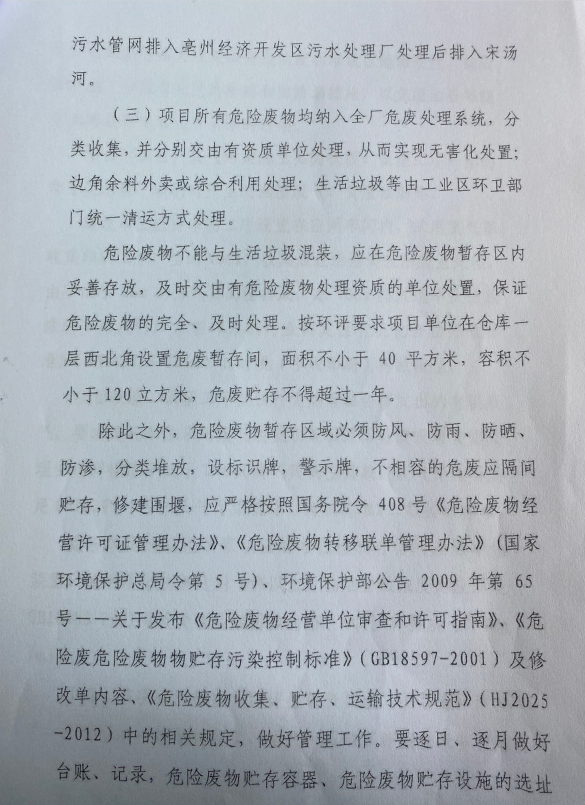 污水管网排入亳州经济开发区污水处理厂处理后排入宋汤
河。
（三）项目所有危险废物均纳入全厂危废处理系统，分
类收集，并分别交由有资质单位处理，从而实现无害化处置；
边角余料外卖或综合利用处理；生活垃圾等由工业区环卫部
门统一清运方式处理。
危险废物不能与生活垃圾混装，应在危险废物暂存区内
妥善存放，及时交由有危险废物处理资质的单位处置，保证
危险废物的完全、及时处理。按环评要求项目单位在仓库一
层西北角设置危废暂存间，面积不小于 40 平方米，容积不
小于120立方米，危废贮存不得超过一年。
除此之外，危险废物暂存区域必须防风、防雨、防晒、
防渗，分类堆放，设标识牌，警示牌，不相容的危废应隔间
贮存，修建围堰，应严格按照国务院令 408 号《危险废物经
营许可证管理办法》、《危险废物转移联单管理办法》（国家
环境保护总局令第 5 号）、环境保护部公告 2009 年第 65
号——关于发布《危险废物经营单位审查和许可指南》、《危
险废危险废物物贮存污染控制标准》（GB18597-2001）及修
改单内容、《危险废物收集、贮存、运输技术规范》（HJ2025
-2012）中的相关规定，做好管理工作。要逐日、逐月做好
台账、记录，危险废物贮存容器、危险废物贮存设施的选址